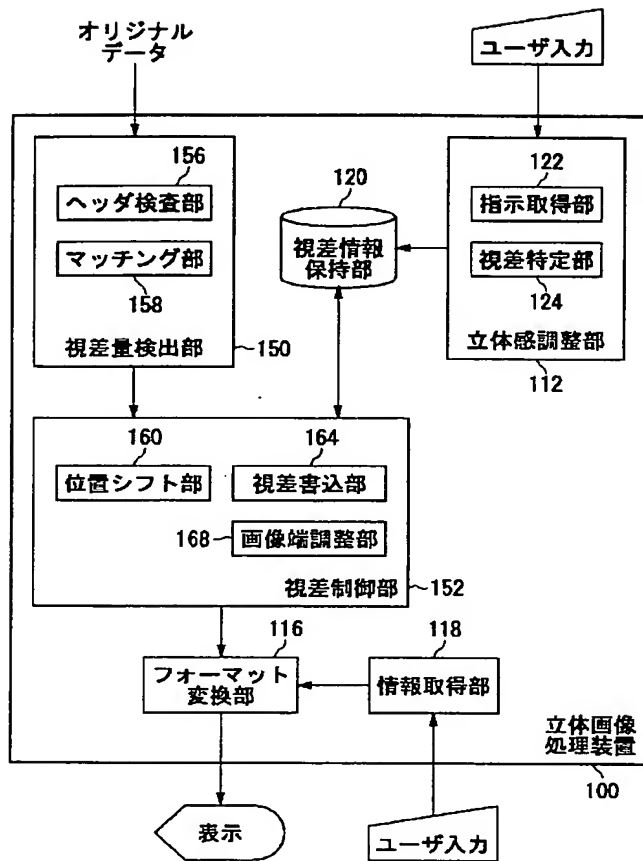 オリジナル
データ
ユーザ入力
156
ヘッダ検査部
マッチング部
158
視差量検出部
150
120
視差情報
保持部
122
指示取得部
視差特定部
124
立体感調整部
112
160
位置シフト部
164
視差書込部
168
画像端調整部
視差制御部
152
116
フォーマット
変換部
118
情報取得部
立体画像
処理装置
100
表示
ユーザ入力